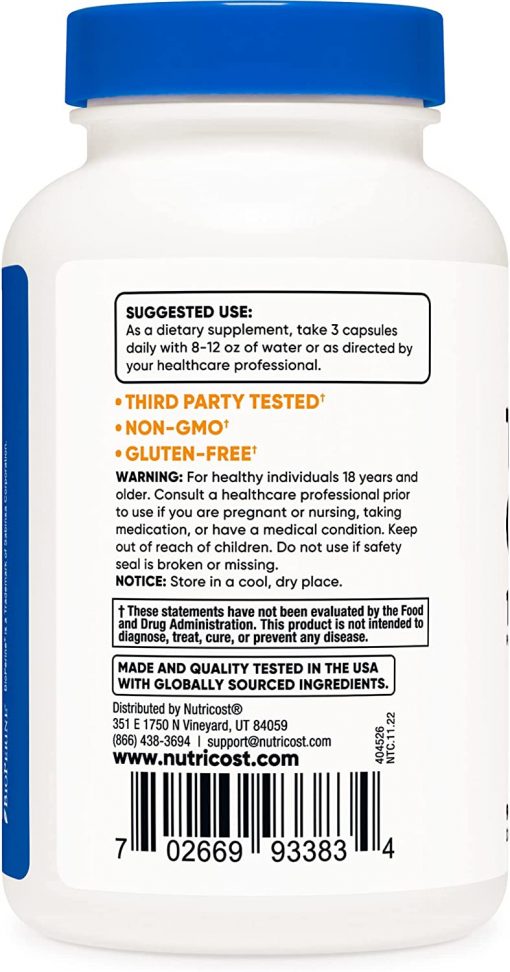 SUGGESTED USE:
As a dietary supplement, take 3 capsules
daily with 8-12 oz of water or as directed by
your healthcare professional.
• THIRD PARTY TESTED†
• NON-GMO†
• GLUTEN-FREE†
WARNING: For healthy individuals 18 years and
older. Consult a healthcare professional prior
to use if you are pregnant or nursing, taking
medication, or have a medical condition. Keep
out of reach of children. Do not use if safety
seal is broken or missing.
NOTICE: Store in a cool, dry place.
† These statements have not been evaluated by the Food
and Drug Administration. This product is not intended to
diagnose, treat, cure, or prevent any disease.
MADE AND QUALITY TESTED IN THE USA
WITH GLOBALLY SOURCED INGREDIENTS.
Distributed by Nutricost®
351 E 1750 N Vineyard, UT 84059
(866) 438-3694 | support@nutricost.com
www.nutricost.com
404526
NTC.11.22
7 02669 93383 4
BIOPERINE® BioPerine® is a Trademark of Sabinsa Corporation.